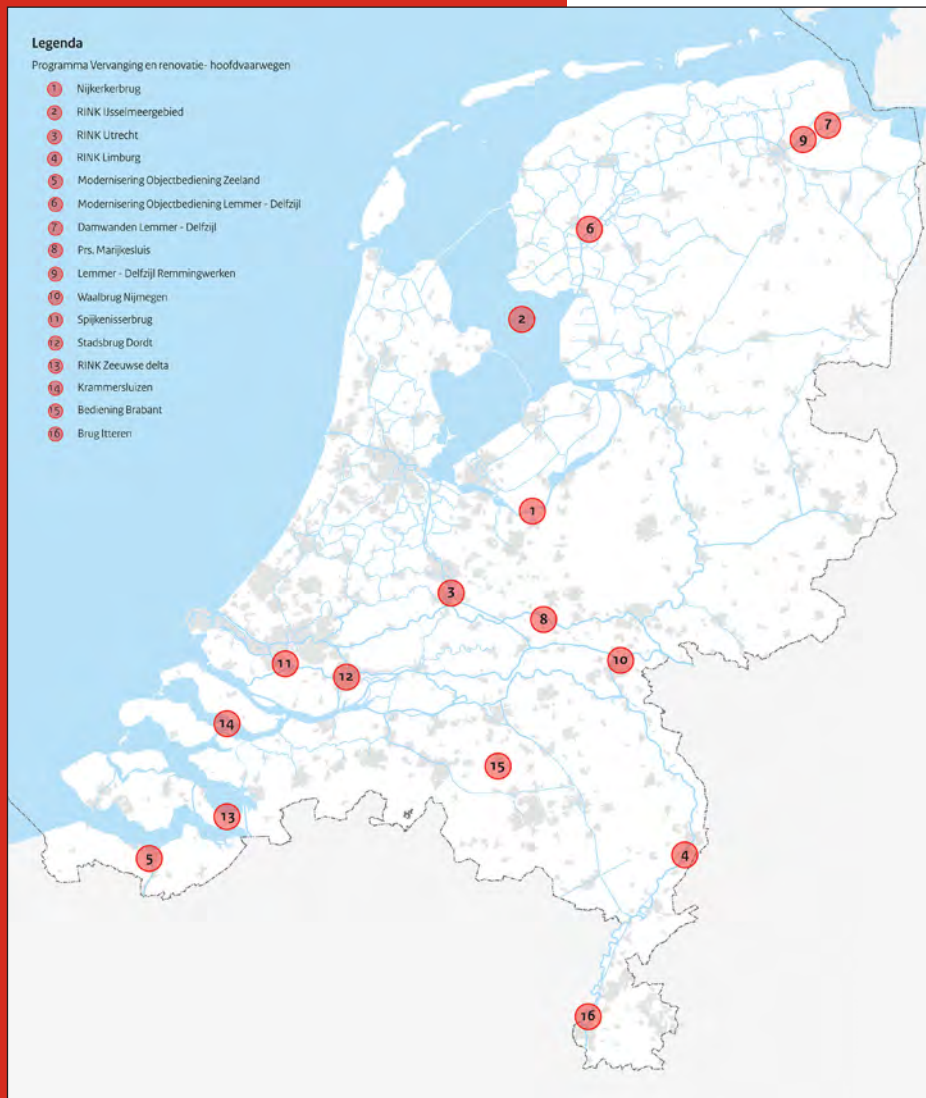 Legenda
Programma Vervanging en renovatie- hoofdvaarwegen
1 Nijkerkerbrug
2 RINK IJsselmeergebied
3 RINK Utrecht
4 RINK Limburg
5 Modernisering Objectbediening Zeeland
6 Modernisering Objectbediening Lemmer - Delfzijl
7 Damwanden Lemmer - Delfzijl
8 Prs. Marijkesluis
9 Lemmer - Delfzijl Remmingwerken
10 Waalbrug Nijmegen
11 Spijkenisserbrug
12 Stadsbrug Dordt
13 RINK Zeeuwse delta
14 Krammersluizen
15 Bediening Brabant
16 Brug Itteren
7
9
6
2
1
3
8
10
11
12
14
15
13
4
5
16